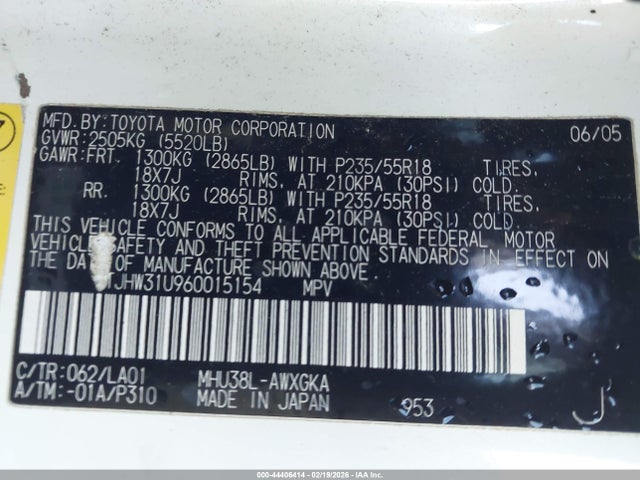 MFD. BY: TOYOTA MOTOR CORPORATION 06/05
GVWR: 2505KG (5520LB)
GAWR: FRT. 1300KG (2865LB) WITH P235/55R18 TIRES,
18X7J RIMS, AT 210KPA (30PSI) COLD.
RR. 1300KG (2865LB) WITH P235/55R18 TIRES,
18X7J RIMS, AT 210KPA (30PSI) COLD.
THIS VEHICLE CONFORMS TO ALL APPLICABLE FEDERAL MOTOR
VEHICLE SAFETY AND THEFT PREVENTION STANDARDS IN EFFECT ON
THE DATE OF MANUFACTURE SHOWN ABOVE.
JHW31U960015154 MPV
C/TR: 062/LA01 MHU38L-AWXGKA
A/TM: -01A/P310 MADE IN JAPAN 953 J
000-44406414 - 02/19/2026 - IAAHOLDINGS, LLC